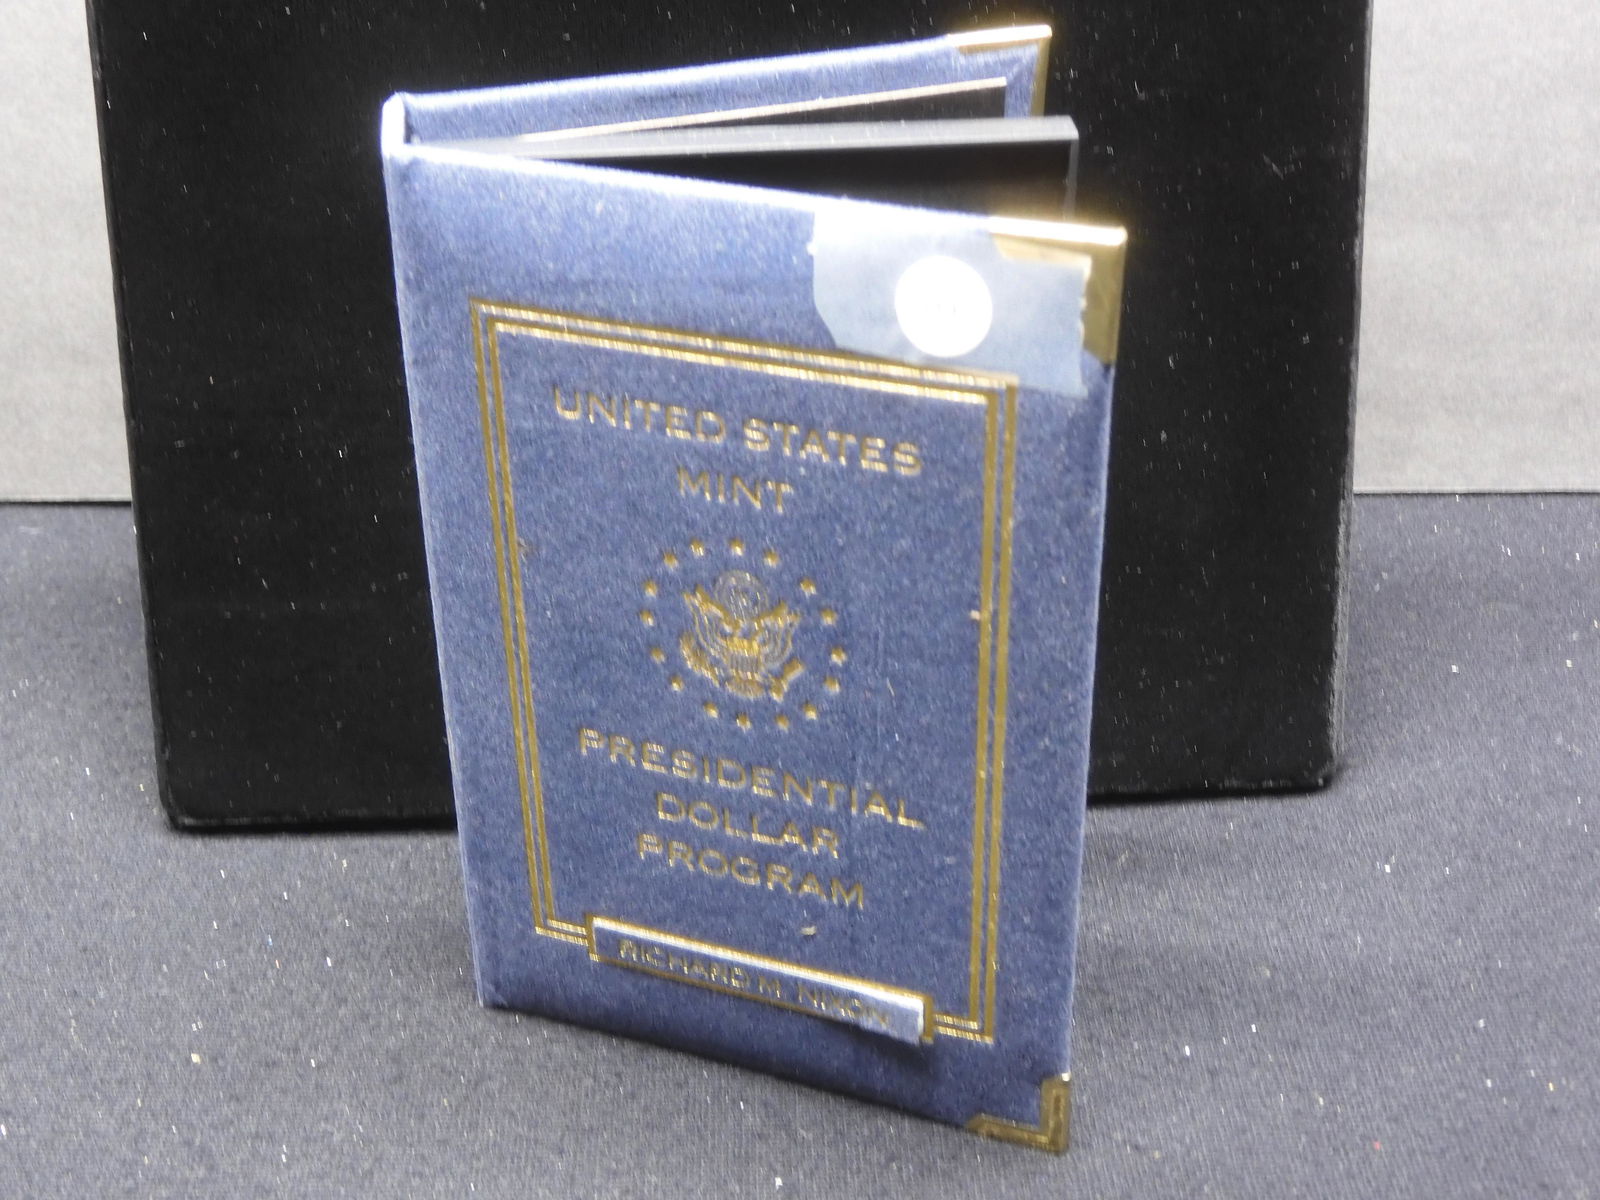 UNITED STATES
MINT
PRESIDENTIAL
DOLLAR
PROGRAM
RICHARD M. NIXON